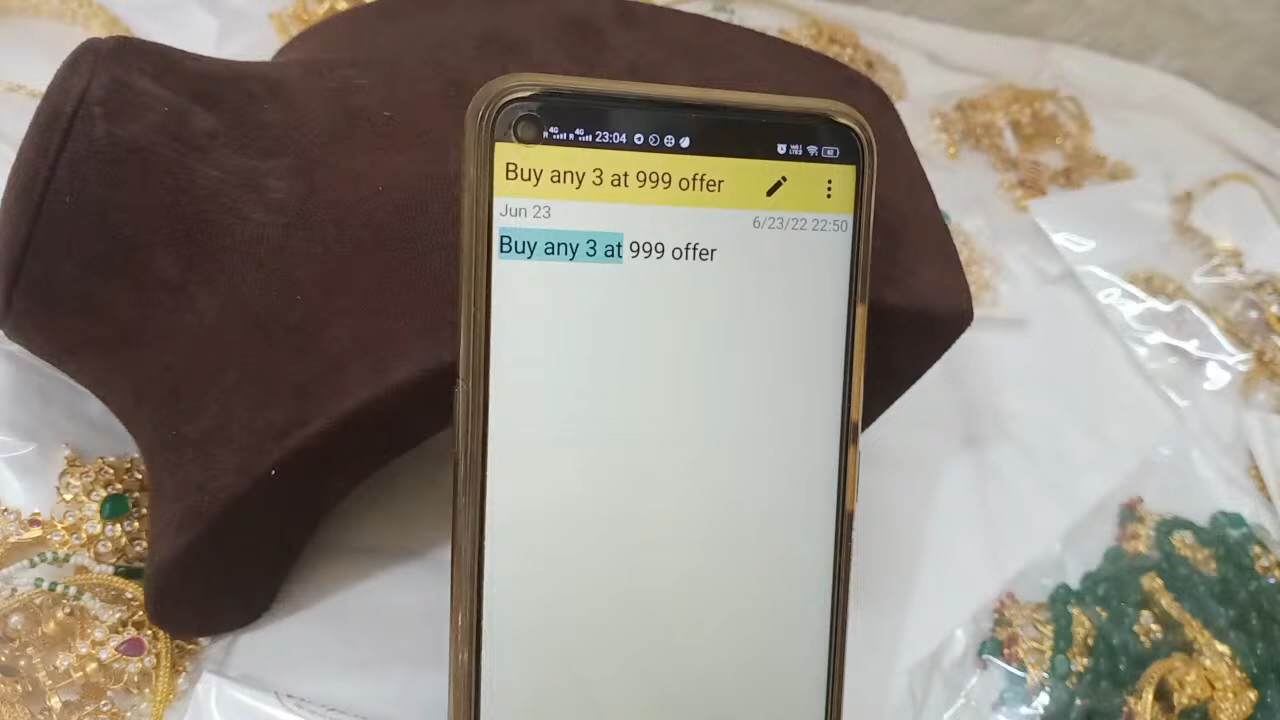 23:04
Buy any 3 at 999 offer
Jun 23
6/23/22 22:50
Buy any 3 at 999 offer